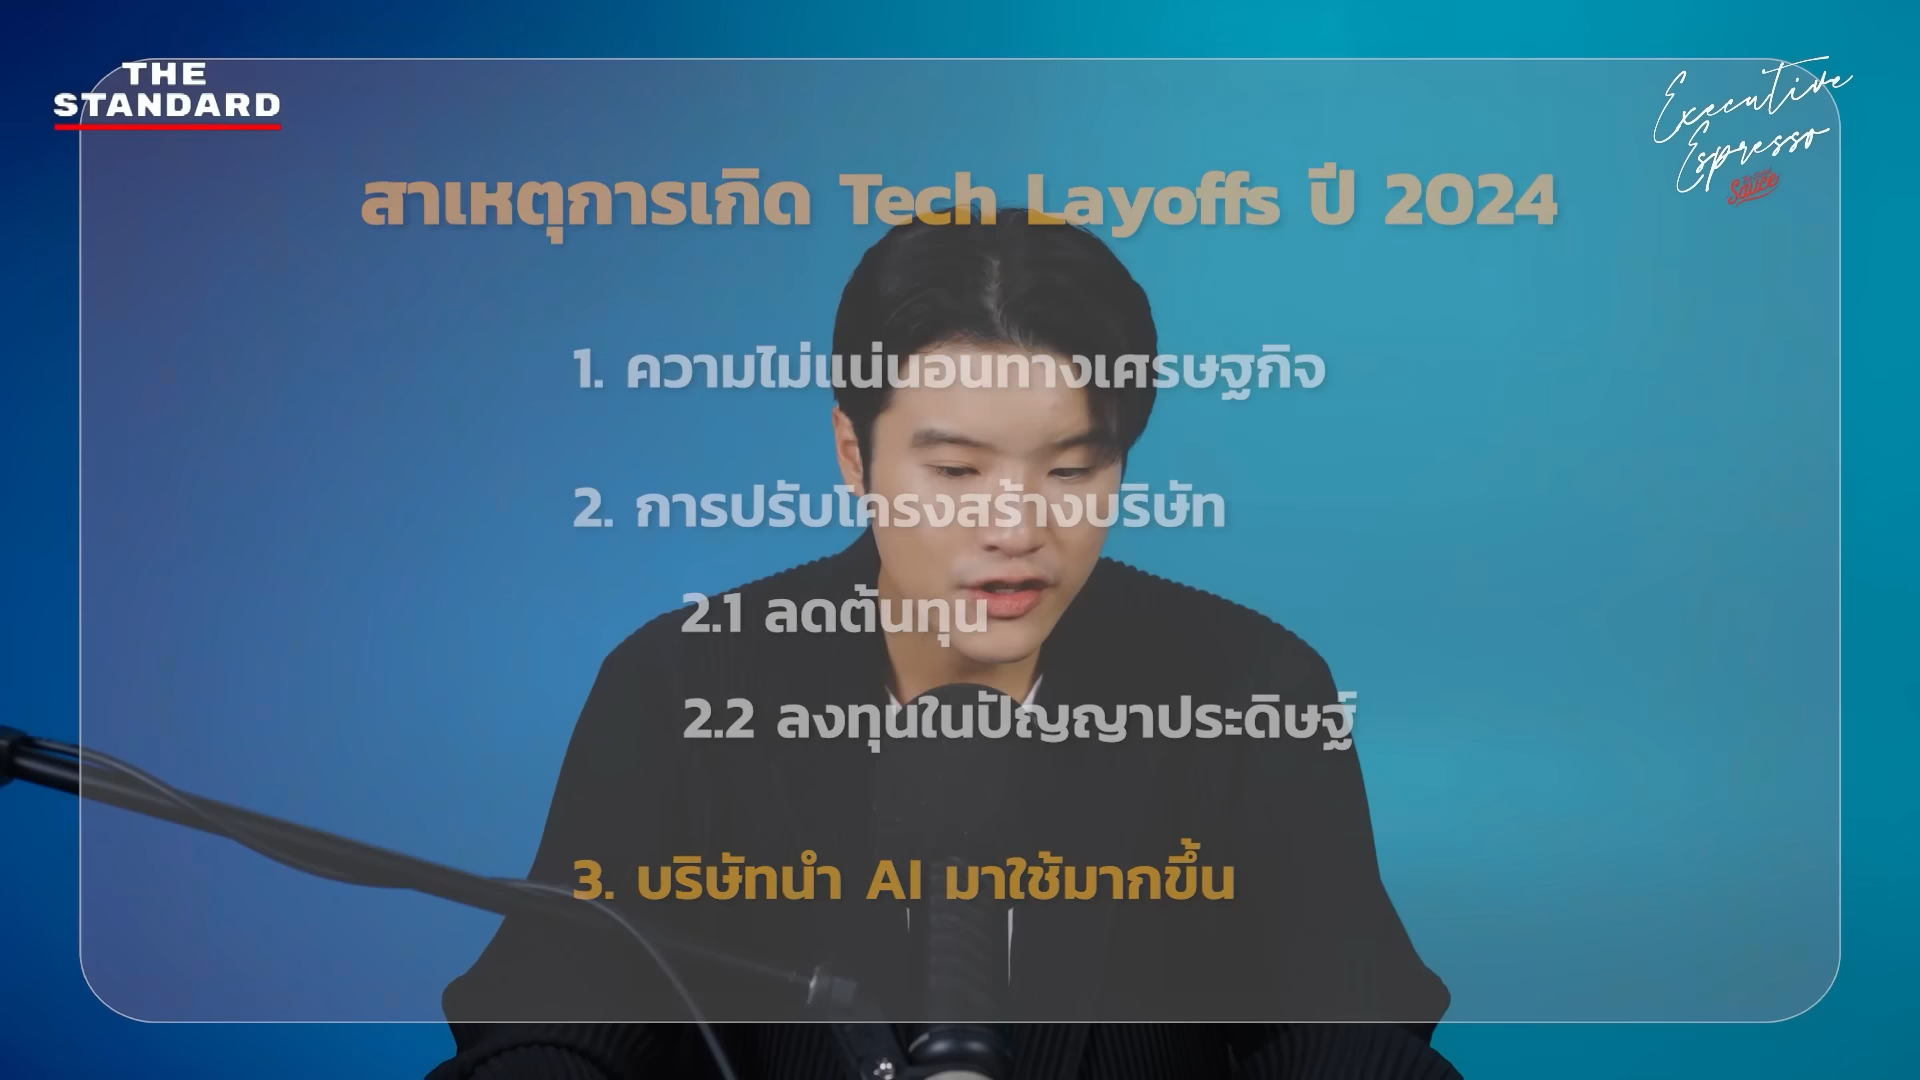 THE
STANDARD
Executive
Espresso
สาเหตุการเกิด Tech Layoffs ปี 2024
1. ความไม่แน่นอนทางเศรษฐกิจ
2. การปรับโครงสร้างบริษัท
2.1 ลดต้นทุน
2.2 ลงทุนในปัญญาประดิษฐ์
3. บริษัทนำ AI มาใช้มากขึ้น